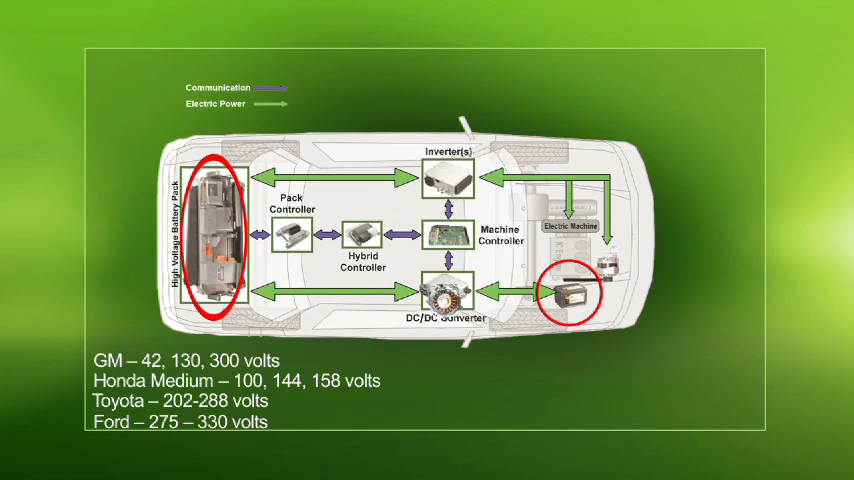 Communication
Electric Power
Inverter(s)
High Voltage Battery Pack
Pack
Controller
Hybrid
Controller
Machine
Controller
Electric Machine
DC/DC Converter
GM – 42, 130, 300 volts
Honda Medium – 100, 144, 158 volts
Toyota – 202-288 volts
Ford – 275 – 330 volts